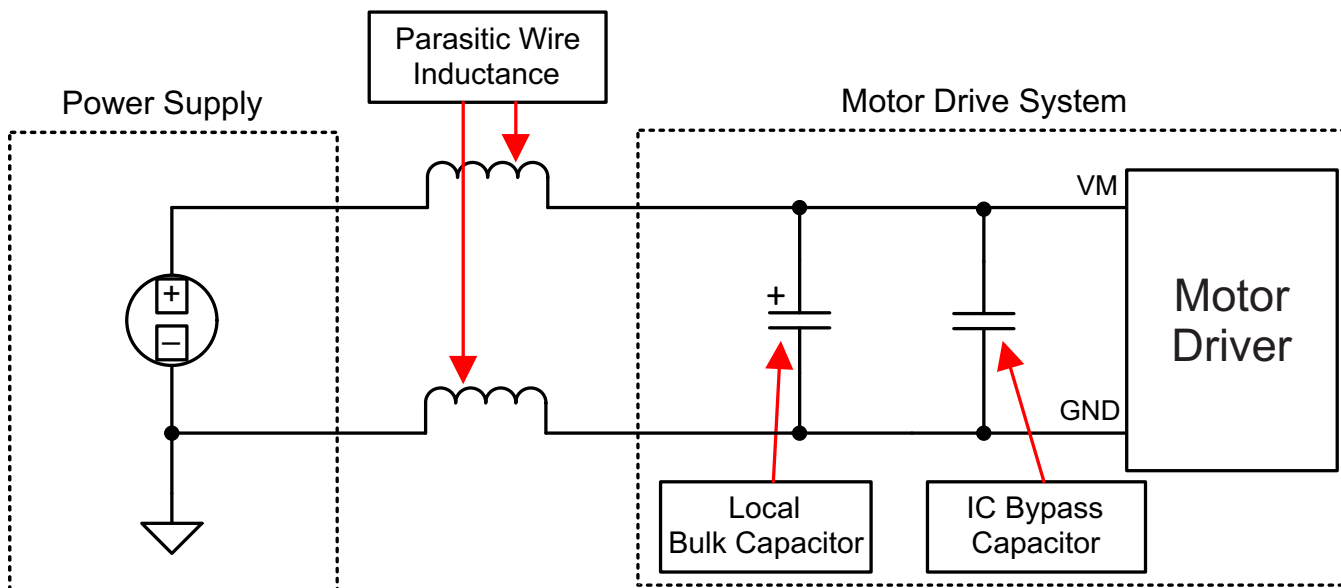 Parasitic Wire
Inductance
Power Supply
Motor Drive System
VM
+
+
–
Motor
Driver
GND
Local
Bulk Capacitor
IC Bypass
Capacitor